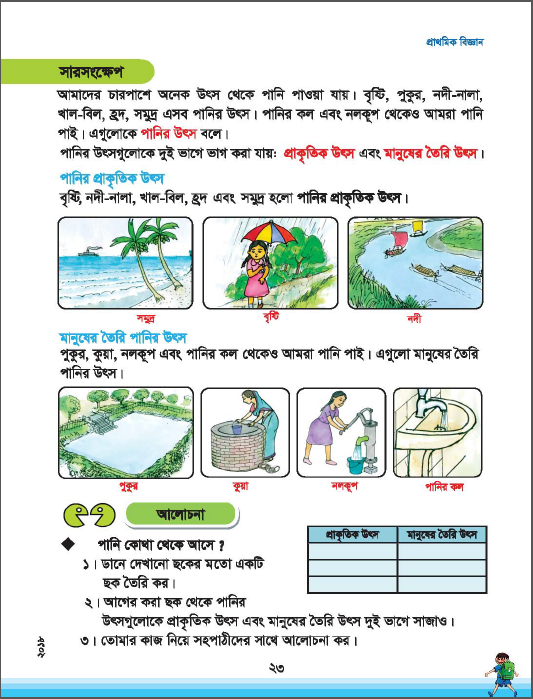 প্রাথমিক বিজ্ঞান
সারসংক্ষেপ
আমাদের চারপাশে অনেক উৎস থেকে পানি পাওয়া যায়। বৃষ্টি, পুকুর, নদী-নালা,
খাল-বিল, হ্রদ, সমুদ্র এসব পানির উৎস। পানির কল এবং নলকূপ থেকেও আমরা পানি
পাই। এগুলোকে পানির উৎস বলে।
পানির উৎসগুলোকে দুই ভাগে ভাগ করা যায়: প্রাকৃতিক উৎস এবং মানুষের তৈরি উৎস।
পানির প্রাকৃতিক উৎস
বৃষ্টি, নদী-নালা, খাল-বিল, হ্রদ এবং সমুদ্র হলো পানির প্রাকৃতিক উৎস।
সমুদ্র
বৃষ্টি
নদী
মানুষের তৈরি পানির উৎস
পুকুর, কুয়া, নলকূপ এবং পানির কল থেকেও আমরা পানি পাই। এগুলো মানুষের তৈরি
পানির উৎস।
পুকুর
কুয়া
নলকূপ
পানির কল
আলোচনা
পানি কোথা থেকে আসে?
১। ডানে দেখানো ছকের মতো একটি
ছক তৈরি কর।
২। আগের করা ছক থেকে পানির
উৎসগুলোকে প্রাকৃতিক উৎস এবং মানুষের তৈরি উৎস দুই ভাগে সাজাও।
৩। তোমার কাজ নিয়ে সহপাঠীদের সাথে আলোচনা কর।
প্রাকৃতিক উৎস
মানুষের তৈরি উৎস
২০১৮
২৩